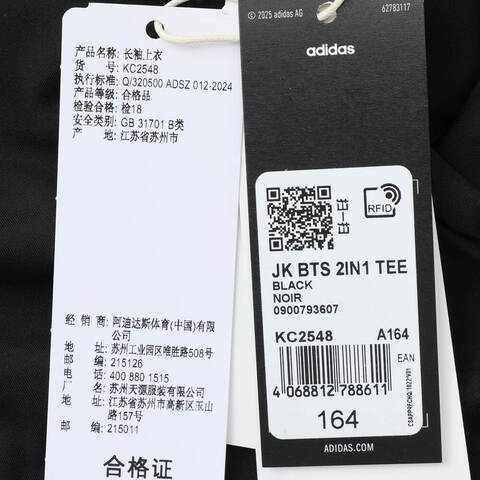 产品名称: 长袖上衣
货 号: KC2548
执行标准: Q/320500 ADSZ 012-2024
产品等级: 合格品
检验合格: 检18
安全类别: GB 31701 B类
产 地: 江苏省苏州市
经 销 商: 阿迪达斯体育(中国)有限
公司
地 址: 苏州工业园区唯胜路508号
邮 编: 215126
电 话: 400 880 1515
厂 名: 苏州天源服装有限公司
地 址: 江苏省苏州市高新区玉山
路157号
邮 编: 215011
合格证
© 2025 adidas AG
62783117
adidas
RFID
JK BTS 2IN1 TEE
BLACK
NOIR
0900793607
KC2548 A164
EAN
4 068812 788611
164
ADIDAS.COM